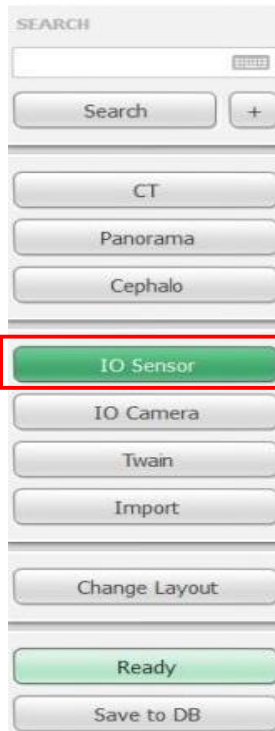 SEARCH
Search +
CT
Panorama
Cephalo
IO Sensor
IO Camera
Twain
Import
Change Layout
Ready
Save to DB